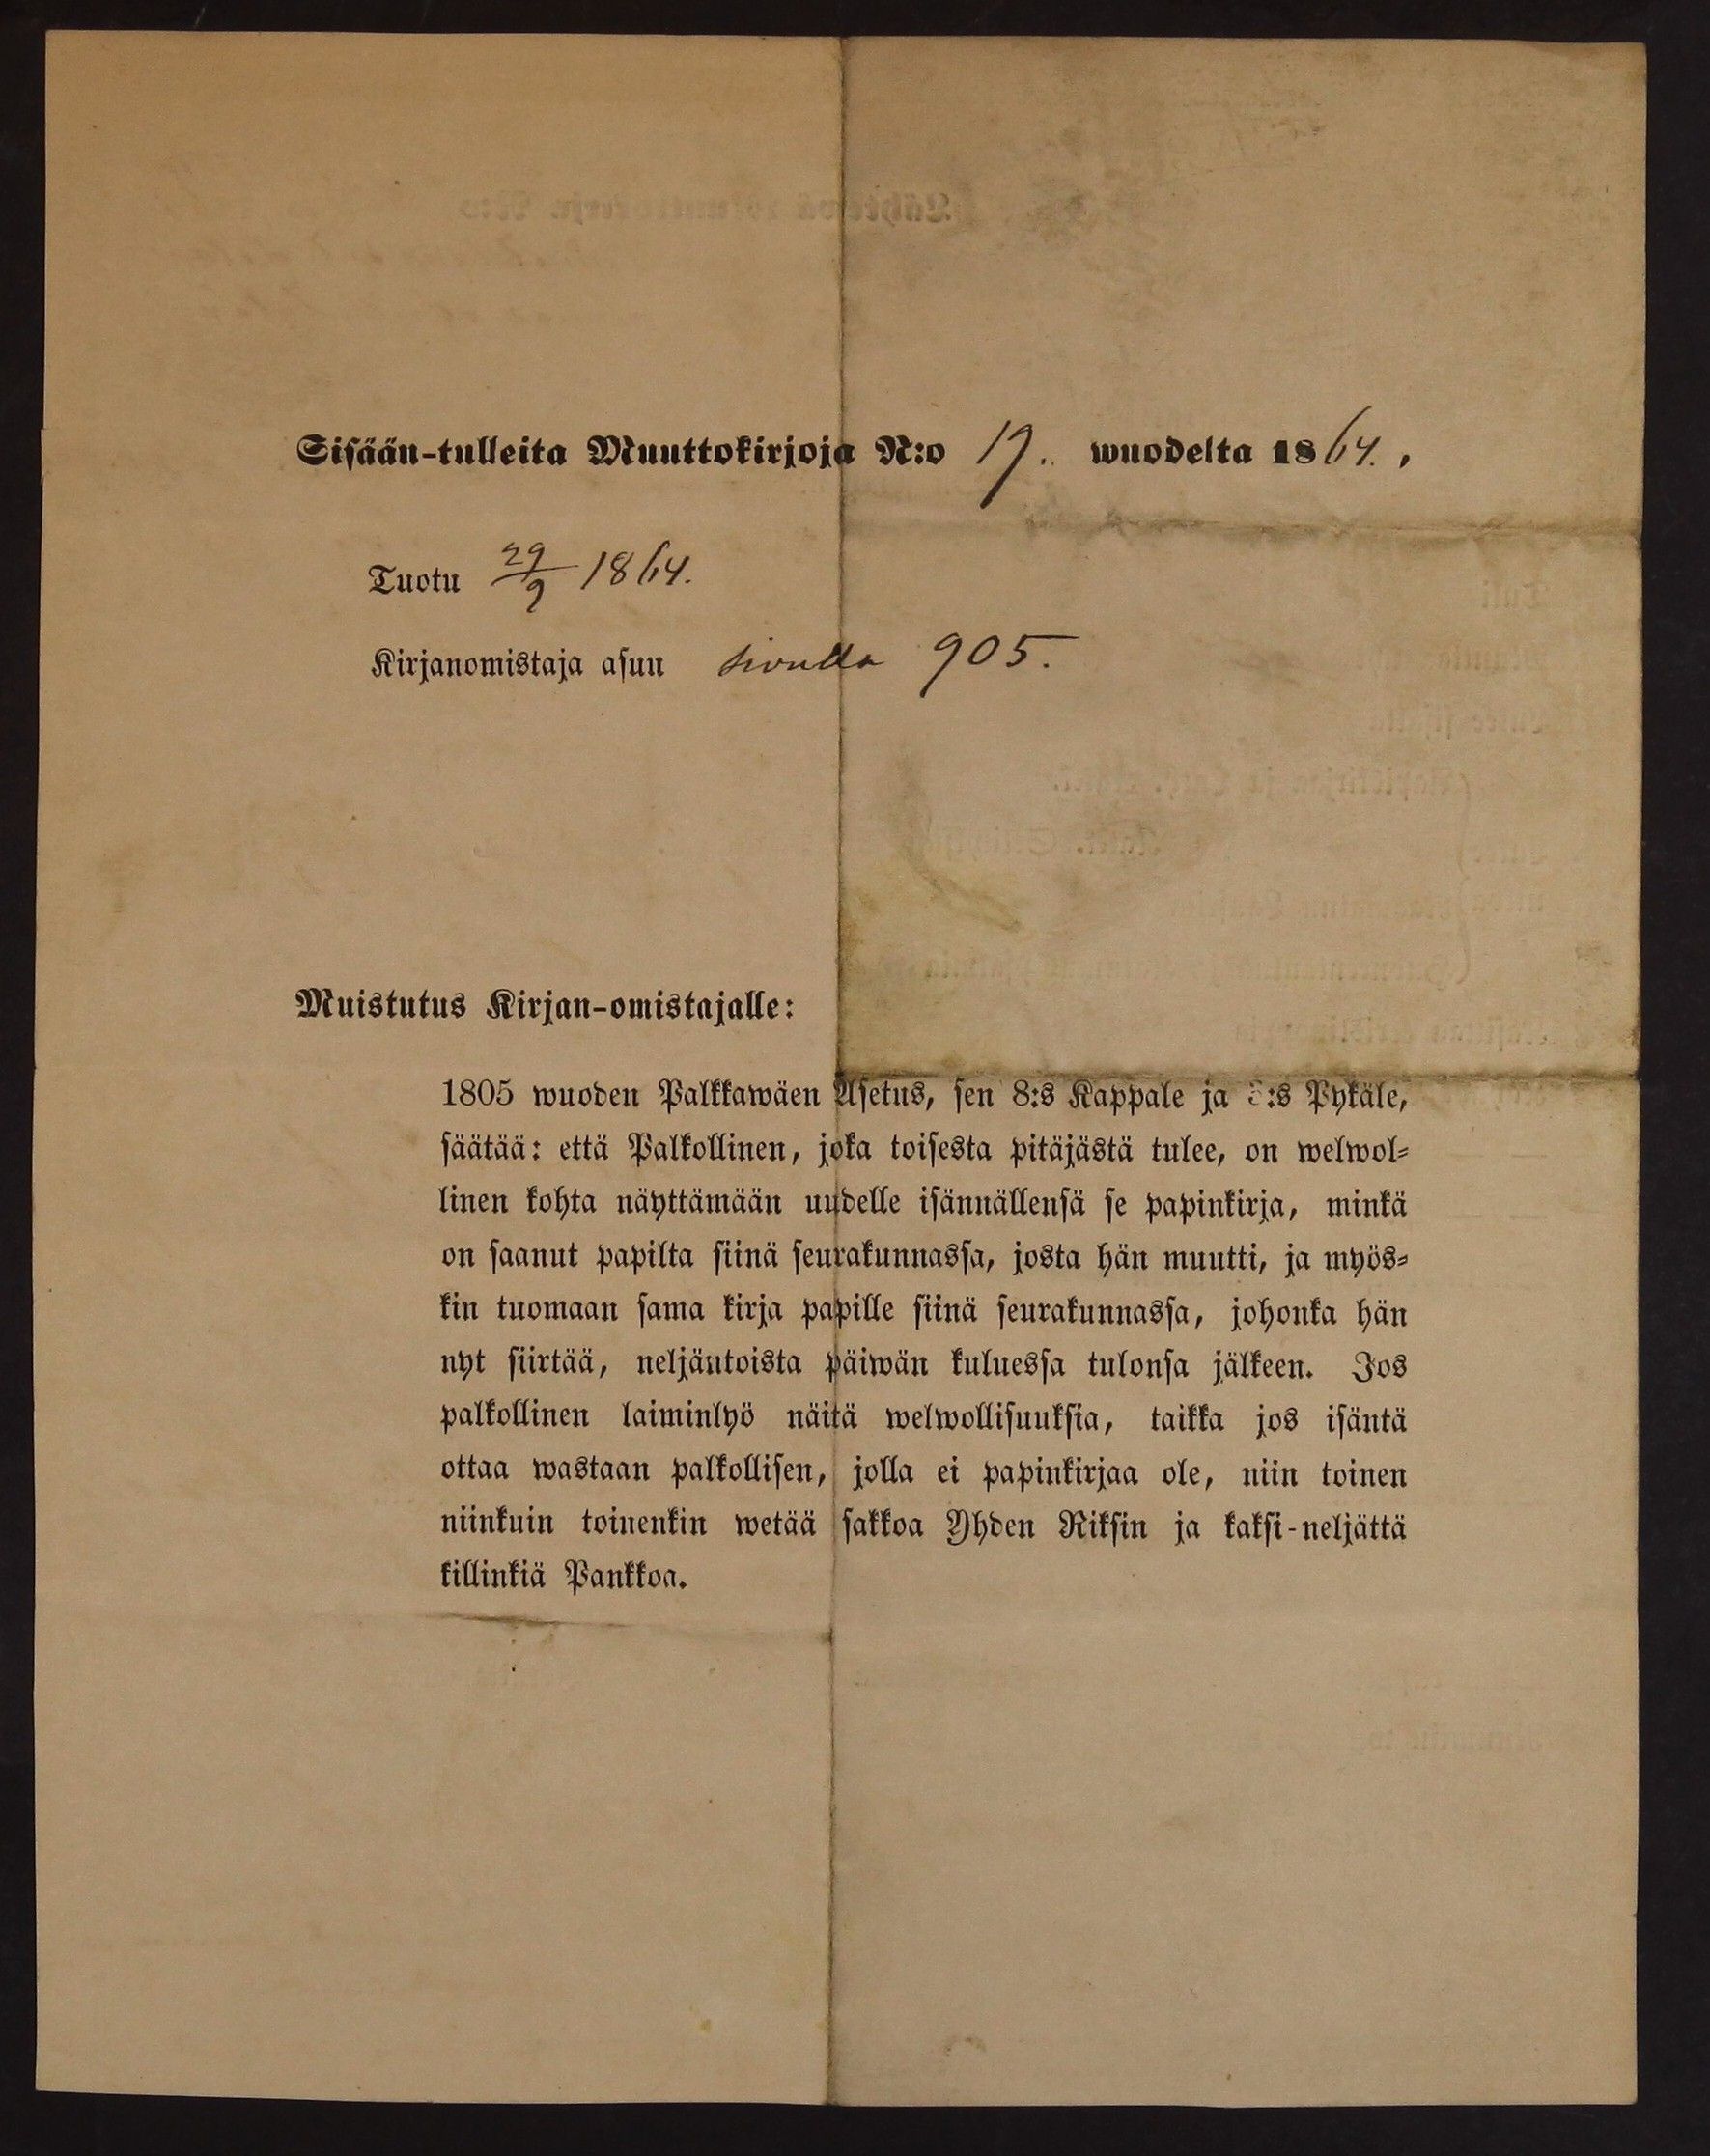 Sisään-tulleita Muuttokirjoja N:o 19. wuodelta 1864.
Tuotu 29/9 1864.
Kirjanomistaja asuu sivulla 905.
Muistutus Kirjan-omistajalle:
1805 wuoden Palkkawäen Asetus, sen 8:s Kappale ja :s Pykäle,
säätää: että Palkollinen, joka toisesta pitäjästä tulee, on welwol-
linen kohta näyttämään uudelle isännällensä se papinkirja, minkä
on saanut papilta siinä seurakunnassa, josta hän muutti, ja myös-
kin tuomaan sama kirja papille siinä seurakunnassa, johonka hän
nyt siirtää, neljäntoista päiwän kuluessa tulonsa jälkeen. Jos
palkollinen laiminlyö näitä welwollisuuksia, taikka jos isäntä
ottaa wastaan palkollisen, jolla ei papinkirjaa ole, niin toinen
niinkuin toinenkin wetää sakkoa Yhden Riksin ja kaksi-neljättä
killinkiä Pankkoa.